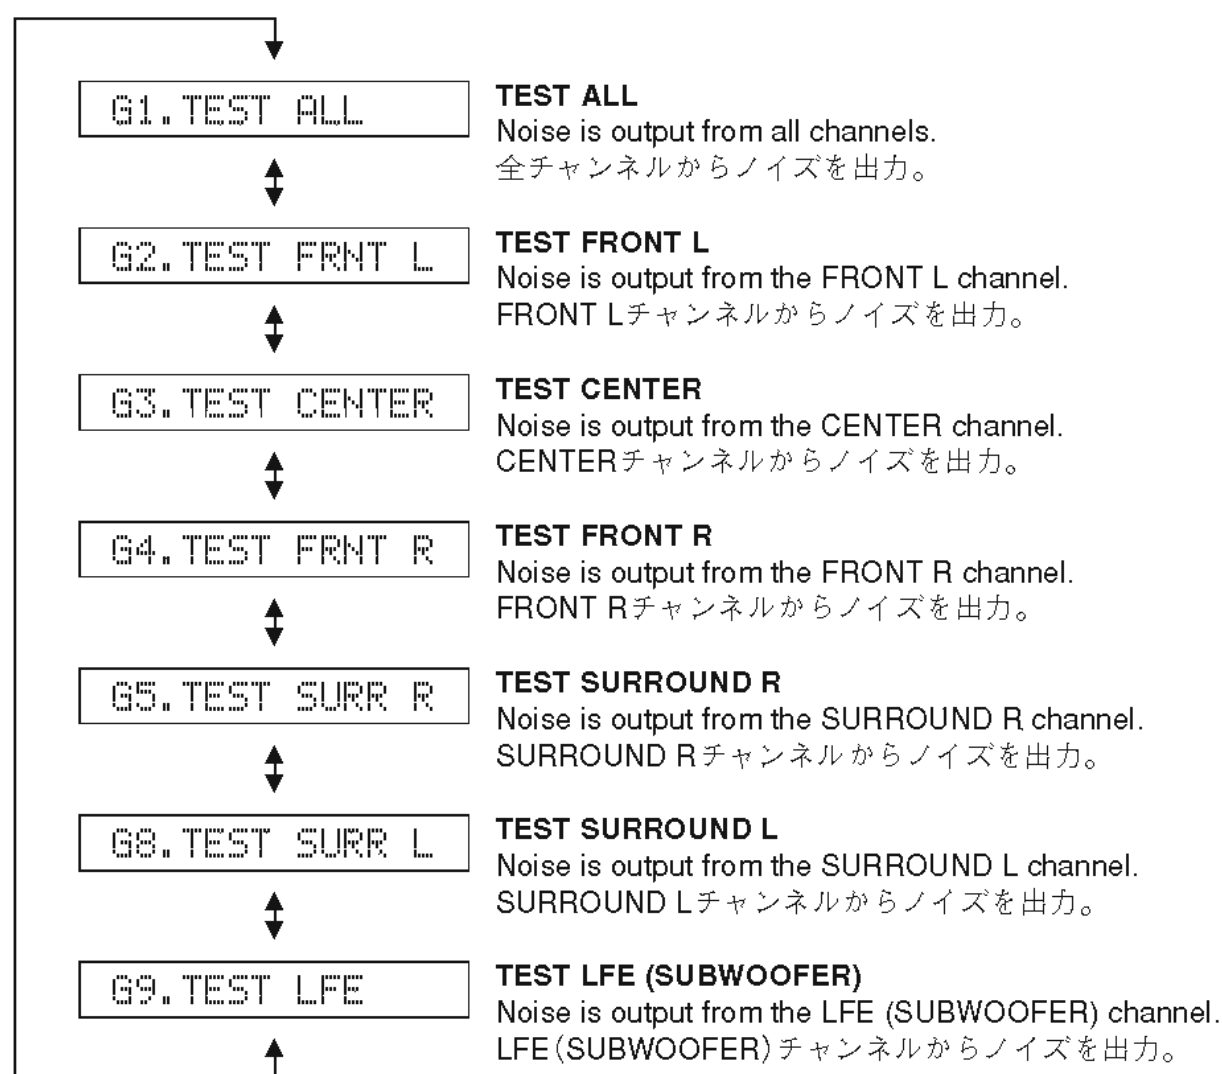 G1.TEST ALL
TEST ALL
Noise is output from all channels.
全チャンネルからノイズを出力。
G2.TEST FRNT L
TEST FRONT L
Noise is output from the FRONT L channel.
FRONT Lチャンネルからノイズを出力。
G3.TEST CENTER
TEST CENTER
Noise is output from the CENTER channel.
CENTERチャンネルからノイズを出力。
G4.TEST FRNT R
TEST FRONT R
Noise is output from the FRONT R channel.
FRONT Rチャンネルからノイズを出力。
G5.TEST SURR R
TEST SURROUND R
Noise is output from the SURROUND R channel.
SURROUND Rチャンネルからノイズを出力。
G8.TEST SURR L
TEST SURROUND L
Noise is output from the SURROUND L channel.
SURROUND Lチャンネルからノイズを出力。
G9.TEST LFE
TEST LFE (SUBWOOFER)
Noise is output from the LFE (SUBWOOFER) channel.
LFE(SUBWOOFER)チャンネルからノイズを出力。